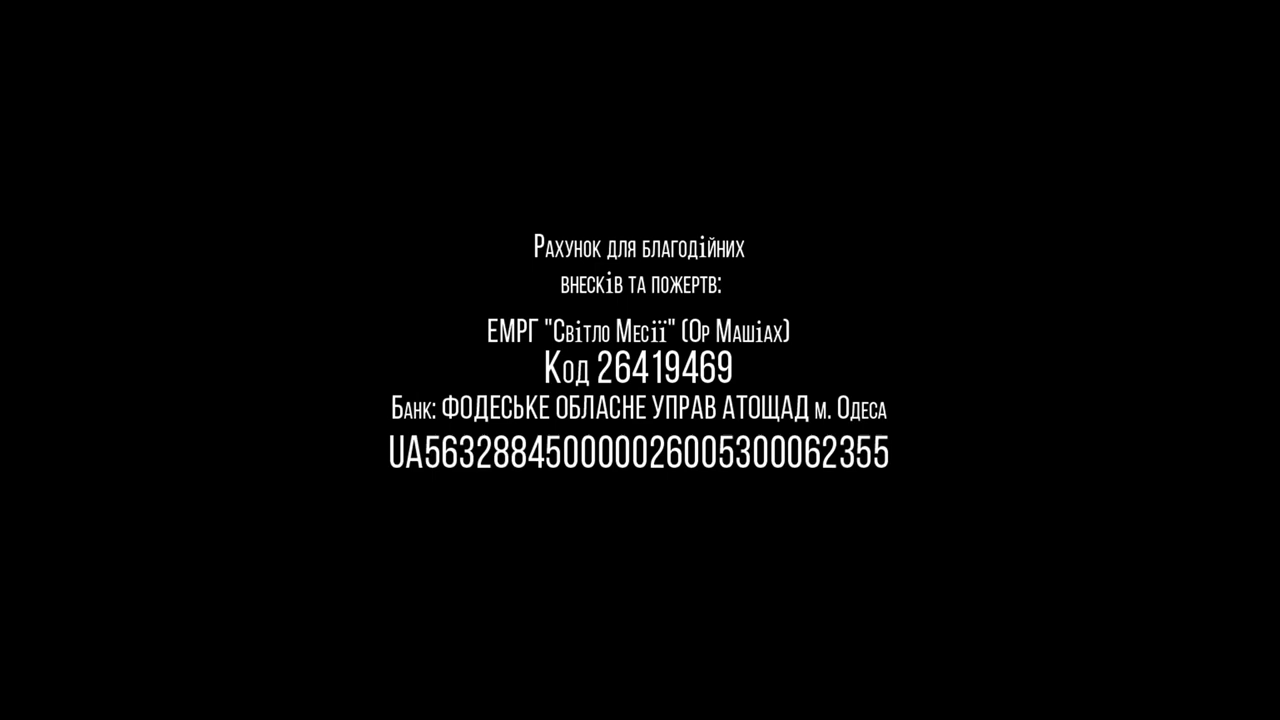 Рахунок для благодійних
внесків та пожертв:
ЕМРГ "Світло Месії" (Ор Машіах)
Код 26419469
Банк: ФОДЕСЬКЕ ОБЛАСНЕ УПРАВ АТОЩАД м. Одеса
UA563288450000026005300062355